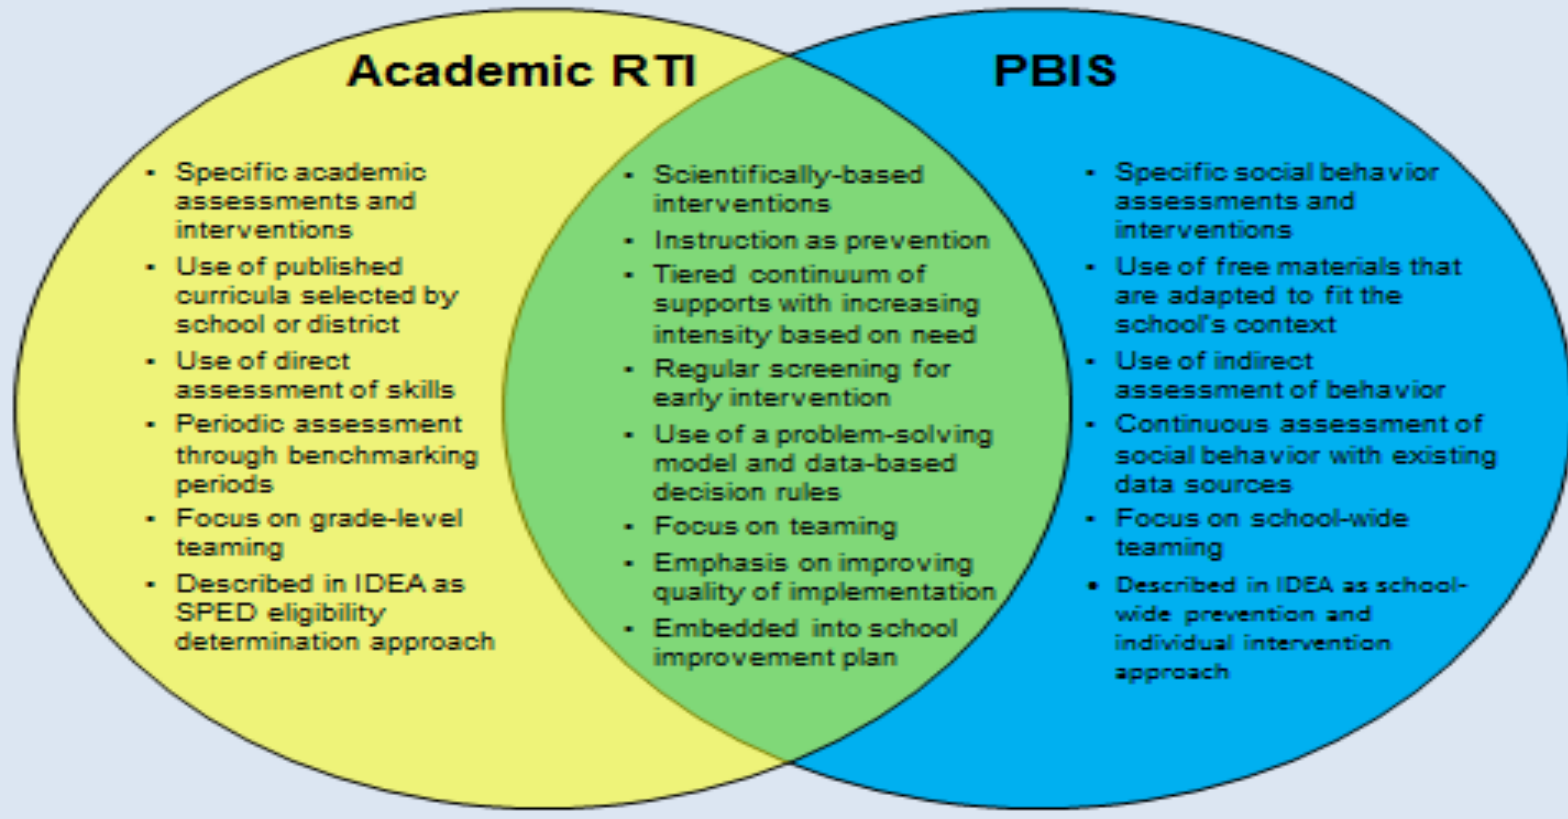 Academic RTI
• Specific academic
assessments and
interventions
• Use of published
curricula selected by
school or district
• Use of direct
assessment of skills
• Periodic assessment
through benchmarking
periods
• Focus on grade-level
teaming
• Described in IDEA as
SPED eligibility
determination approach
• Scientifically-based
interventions
• Instruction as prevention
• Tiered continuum of
supports with increasing
intensity based on need
• Regular screening for
early intervention
• Use of a problem-solving
model and data-based
decision rules
• Focus on teaming
• Emphasis on improving
quality of implementation
• Embedded into school
improvement plan
PBIS
• Specific social behavior
assessments and
interventions
• Use of free materials that
are adapted to fit the
school's context
• Use of indirect
assessment of behavior
• Continuous assessment of
social behavior with existing
data sources
• Focus on school-wide
teaming
• Described in IDEA as school-
wide prevention and
individual intervention
approach